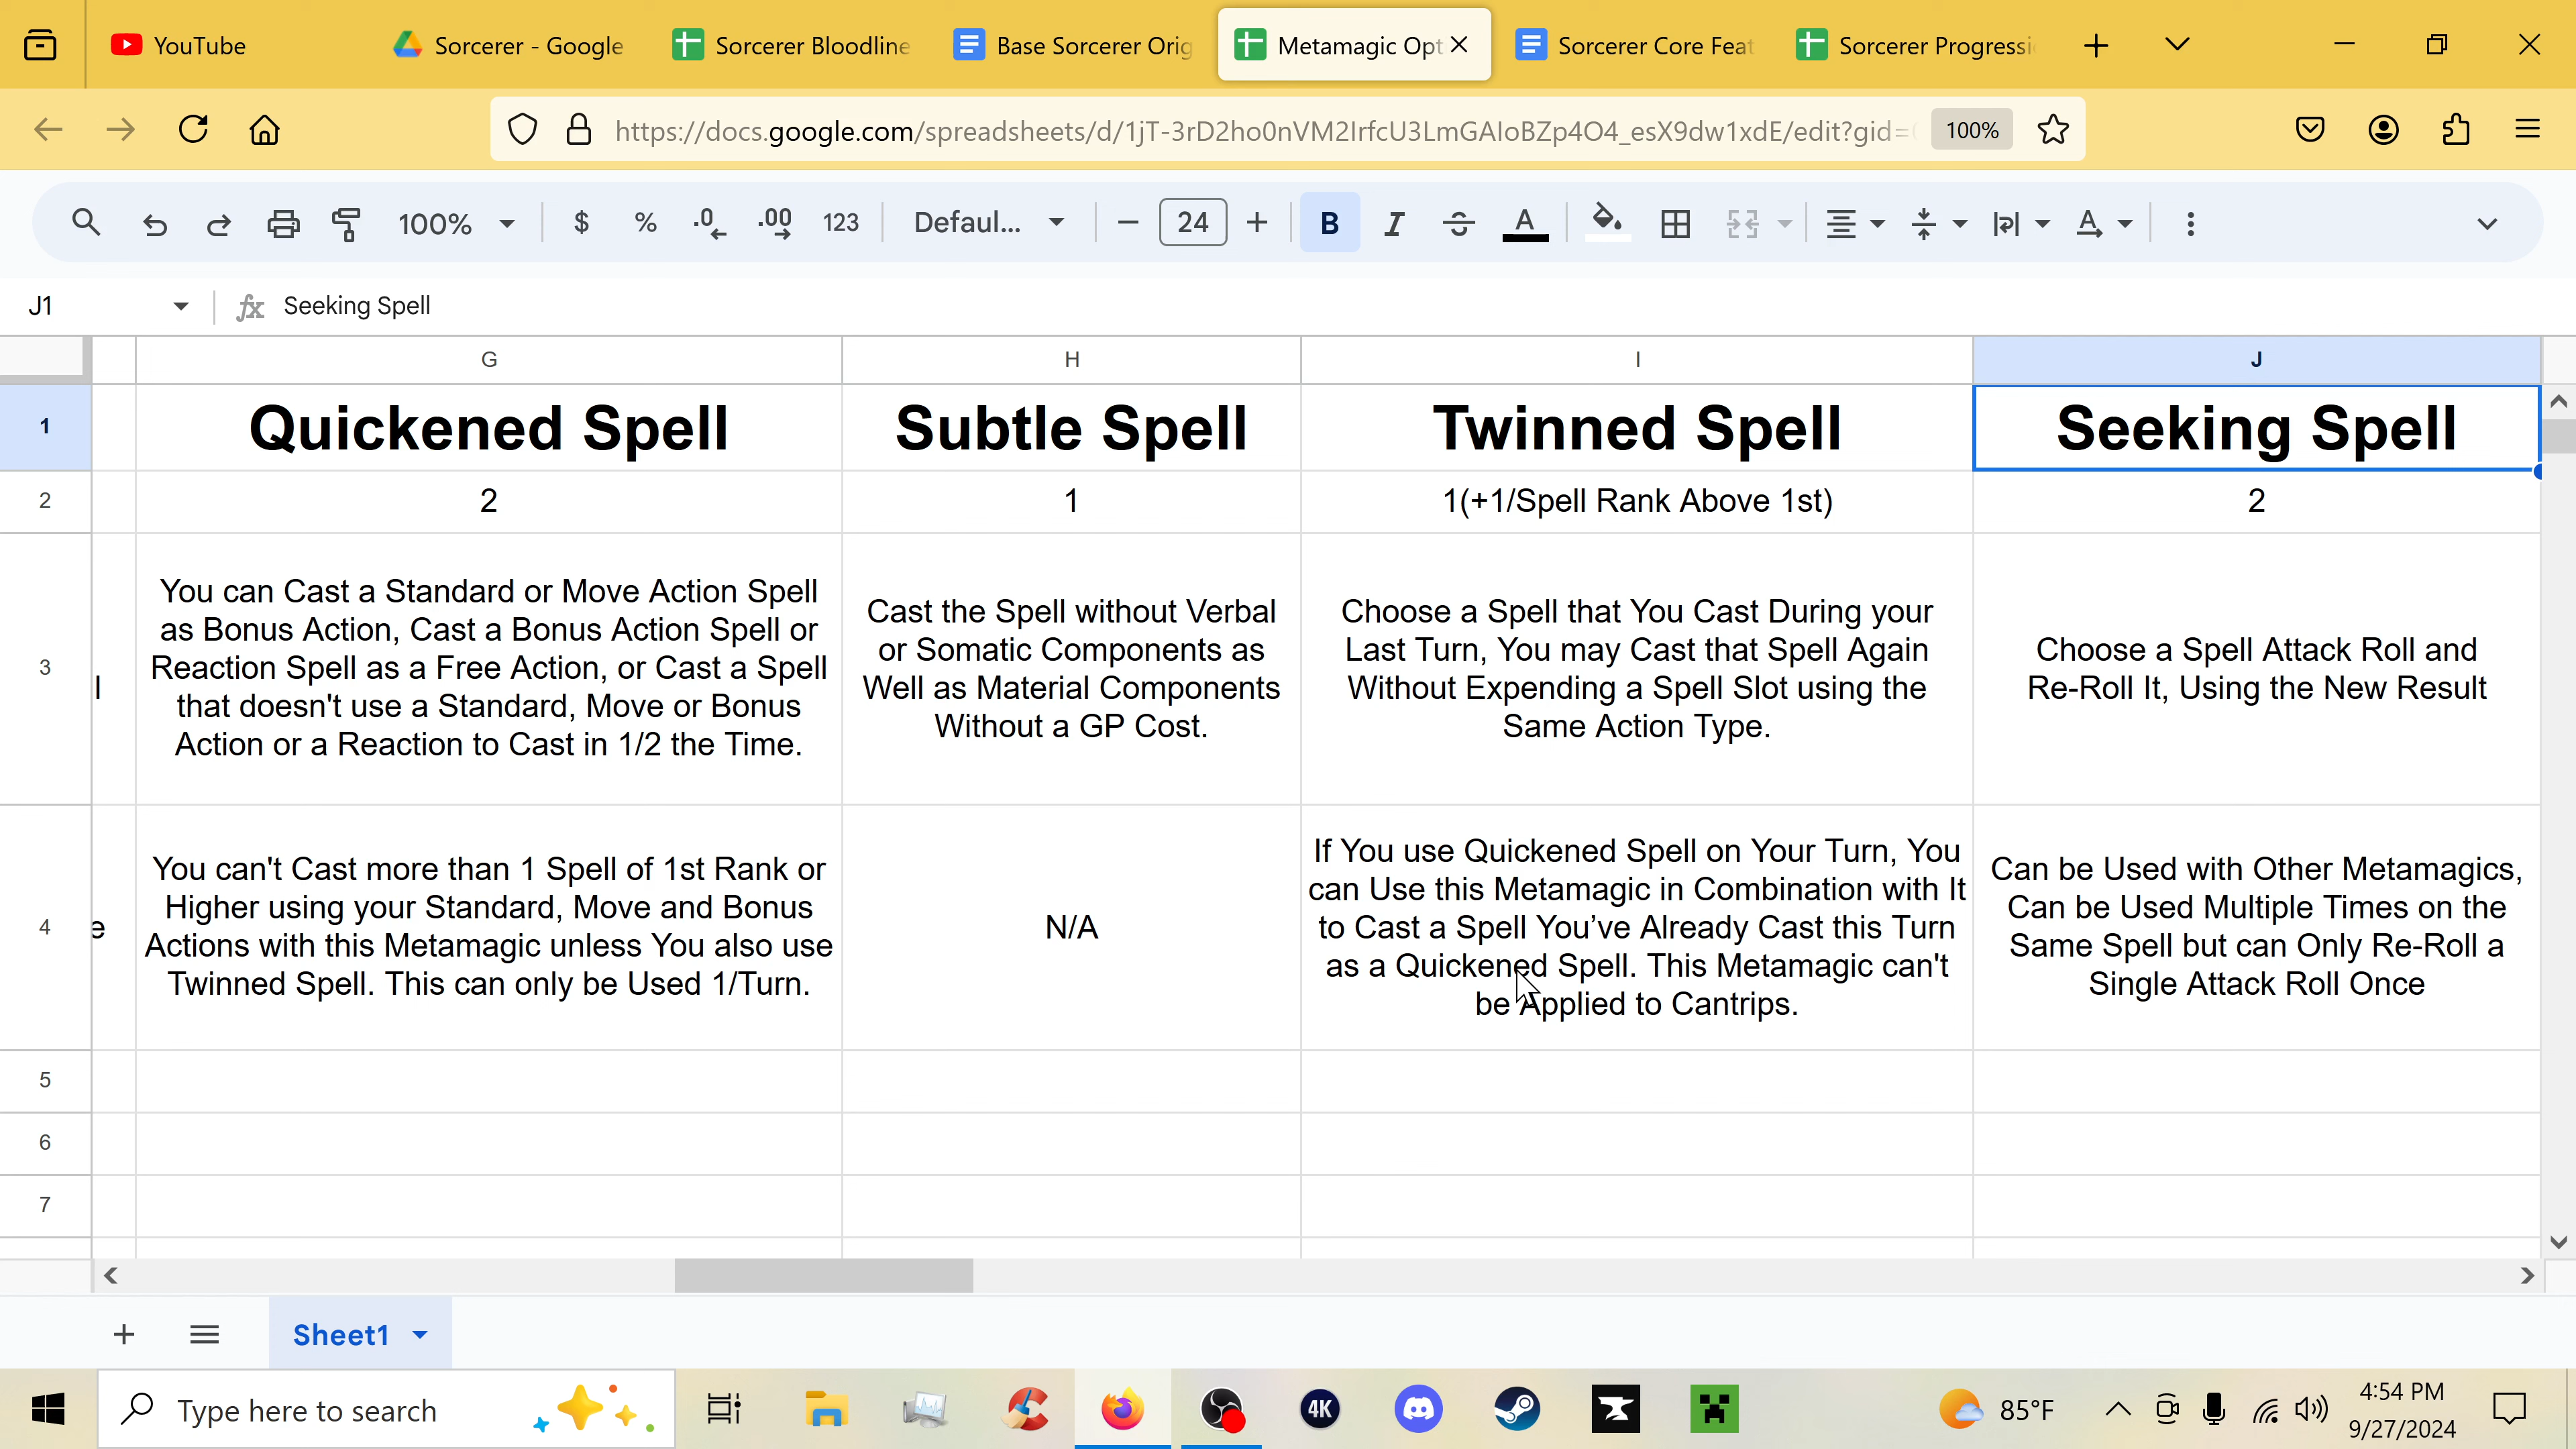 YouTube
Sorcerer - Google
Sorcerer Bloodline
Base Sorcerer Orig
Metamagic Opt
Sorcerer Core Feat
Sorcerer Progressi
https://docs.google.com/spreadsheets/d/1jT-3rD2ho0nVM2IrfcU3LmGAIoBZp4O4_esX9dw1xdE/edit?gid=
100%
100%
$
%
.0
.00
123
Defaul...
24
B
I
A
A
J1
fx
Seeking Spell
G
H
I
J
1
Quickened Spell
Subtle Spell
Twinned Spell
Seeking Spell
2
2
1
1(+1/Spell Rank Above 1st)
2
3
l
You can Cast a Standard or Move Action Spell
as Bonus Action, Cast a Bonus Action Spell or
Reaction Spell as a Free Action, or Cast a Spell
that doesn't use a Standard, Move or Bonus
Action or a Reaction to Cast in 1/2 the Time.
Cast the Spell without Verbal
or Somatic Components as
Well as Material Components
Without a GP Cost.
Choose a Spell that You Cast During your
Last Turn, You may Cast that Spell Again
Without Expending a Spell Slot using the
Same Action Type.
Choose a Spell Attack Roll and
Re-Roll It, Using the New Result
4
e
You can't Cast more than 1 Spell of 1st Rank or
Higher using your Standard, Move and Bonus
Actions with this Metamagic unless You also use
Twinned Spell. This can only be Used 1/Turn.
N/A
If You use Quickened Spell on Your Turn, You
can Use this Metamagic in Combination with It
to Cast a Spell You’ve Already Cast this Turn
as a Quickened Spell. This Metamagic can't
be Applied to Cantrips.
Can be Used with Other Metamagics,
Can be Used Multiple Times on the
Same Spell but can Only Re-Roll a
Single Attack Roll Once
5
6
7
Sheet1
Type here to search
4K
85°F
4:54 PM
9/27/2024